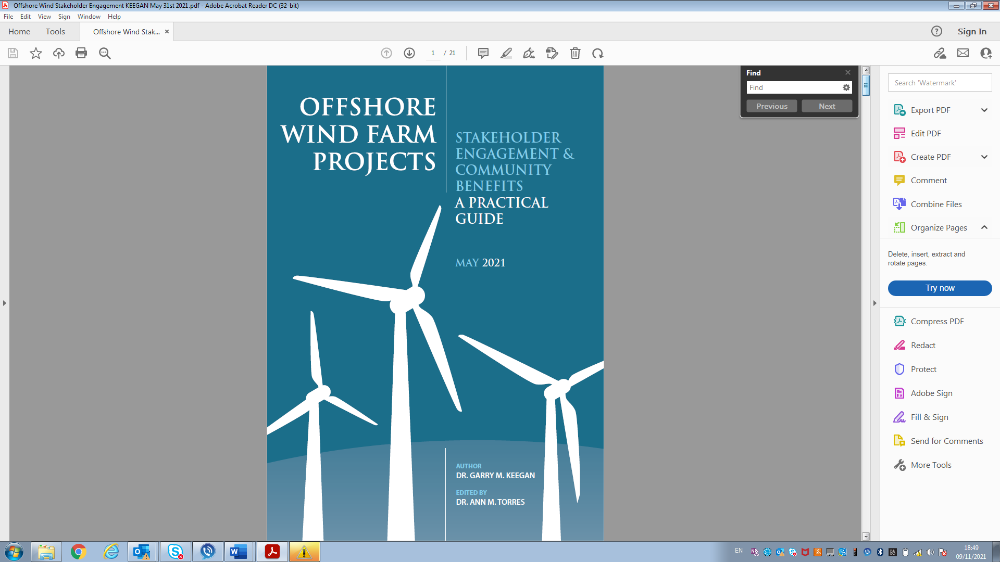 Offshore Wind Stakeholder Engagement KEEGAN May 31st 2021.pdf - Adobe Acrobat Reader DC (32-bit)
File Edit View Sign Window Help
Home Tools Offshore Wind Stak... ×
Sign In
1 / 21
OFFSHORE
WIND FARM
PROJECTS
STAKEHOLDER
ENGAGEMENT &
COMMUNITY
BENEFITS
A PRACTICAL
GUIDE
MAY 2021
AUTHOR
DR. GARRY M. KEEGAN
EDITED BY
DR. ANN M. TORRES
Find
Find
Previous Next
Search 'Watermark'
Export PDF
Edit PDF
Create PDF
Comment
Combine Files
Organize Pages
Delete, insert, extract and
rotate pages.
Try now
Compress PDF
Redact
Protect
Adobe Sign
Fill & Sign
Send for Comments
More Tools
EN
18:49
09/11/2021